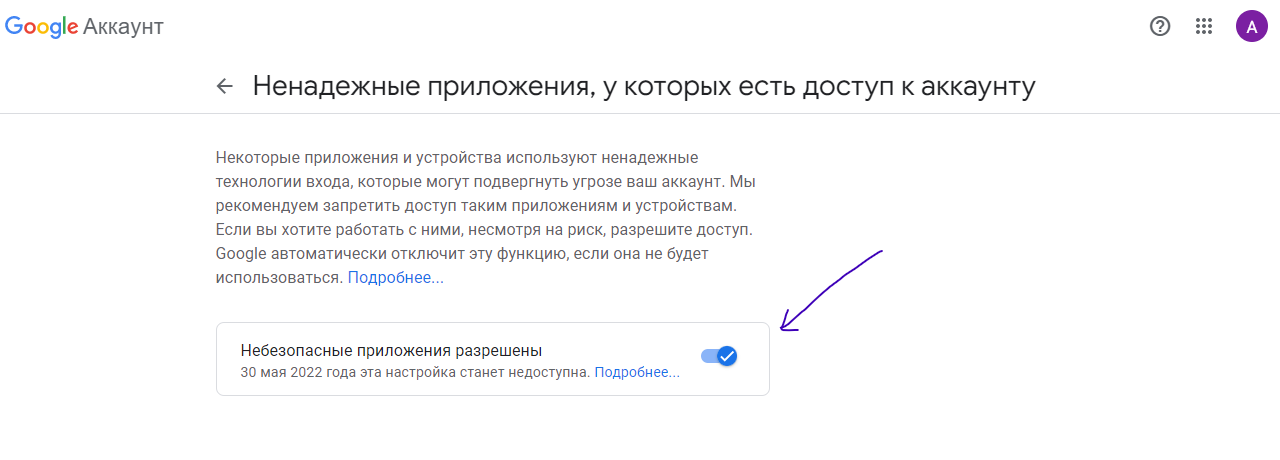 Google Аккаунт
A
Ненадежные приложения, у которых есть доступ к аккаунту
Некоторые приложения и устройства используют ненадежные
технологии входа, которые могут подвергнуть угрозе ваш аккаунт. Мы
рекомендуем запретить доступ таким приложениям и устройствам.
Если вы хотите работать с ними, несмотря на риск, разрешите доступ.
Google автоматически отключит эту функцию, если она не будет
использоваться. Подробнее...
Небезопасные приложения разрешены
30 мая 2022 года эта настройка станет недоступна. Подробнее...